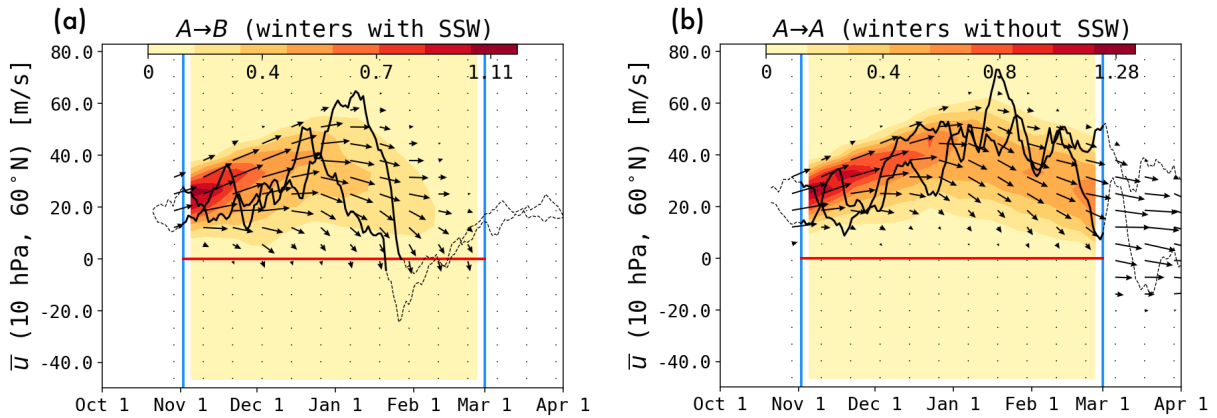 (a)
A→B (winters with SSW)
0 0.4 0.7 1.11
u̅ (10 hPa, 60°N) [m/s]
80.0
60.0
40.0
20.0
0
-20.0
-40.0
Oct 1 Nov 1 Dec 1 Jan 1 Feb 1 Mar 1 Apr 1
(b)
A→A (winters without SSW)
0 0.4 0.8 1.28
u̅ (10 hPa, 60°N) [m/s]
80.0
60.0
40.0
20.0
0
-20.0
-40.0
Oct 1 Nov 1 Dec 1 Jan 1 Feb 1 Mar 1 Apr 1